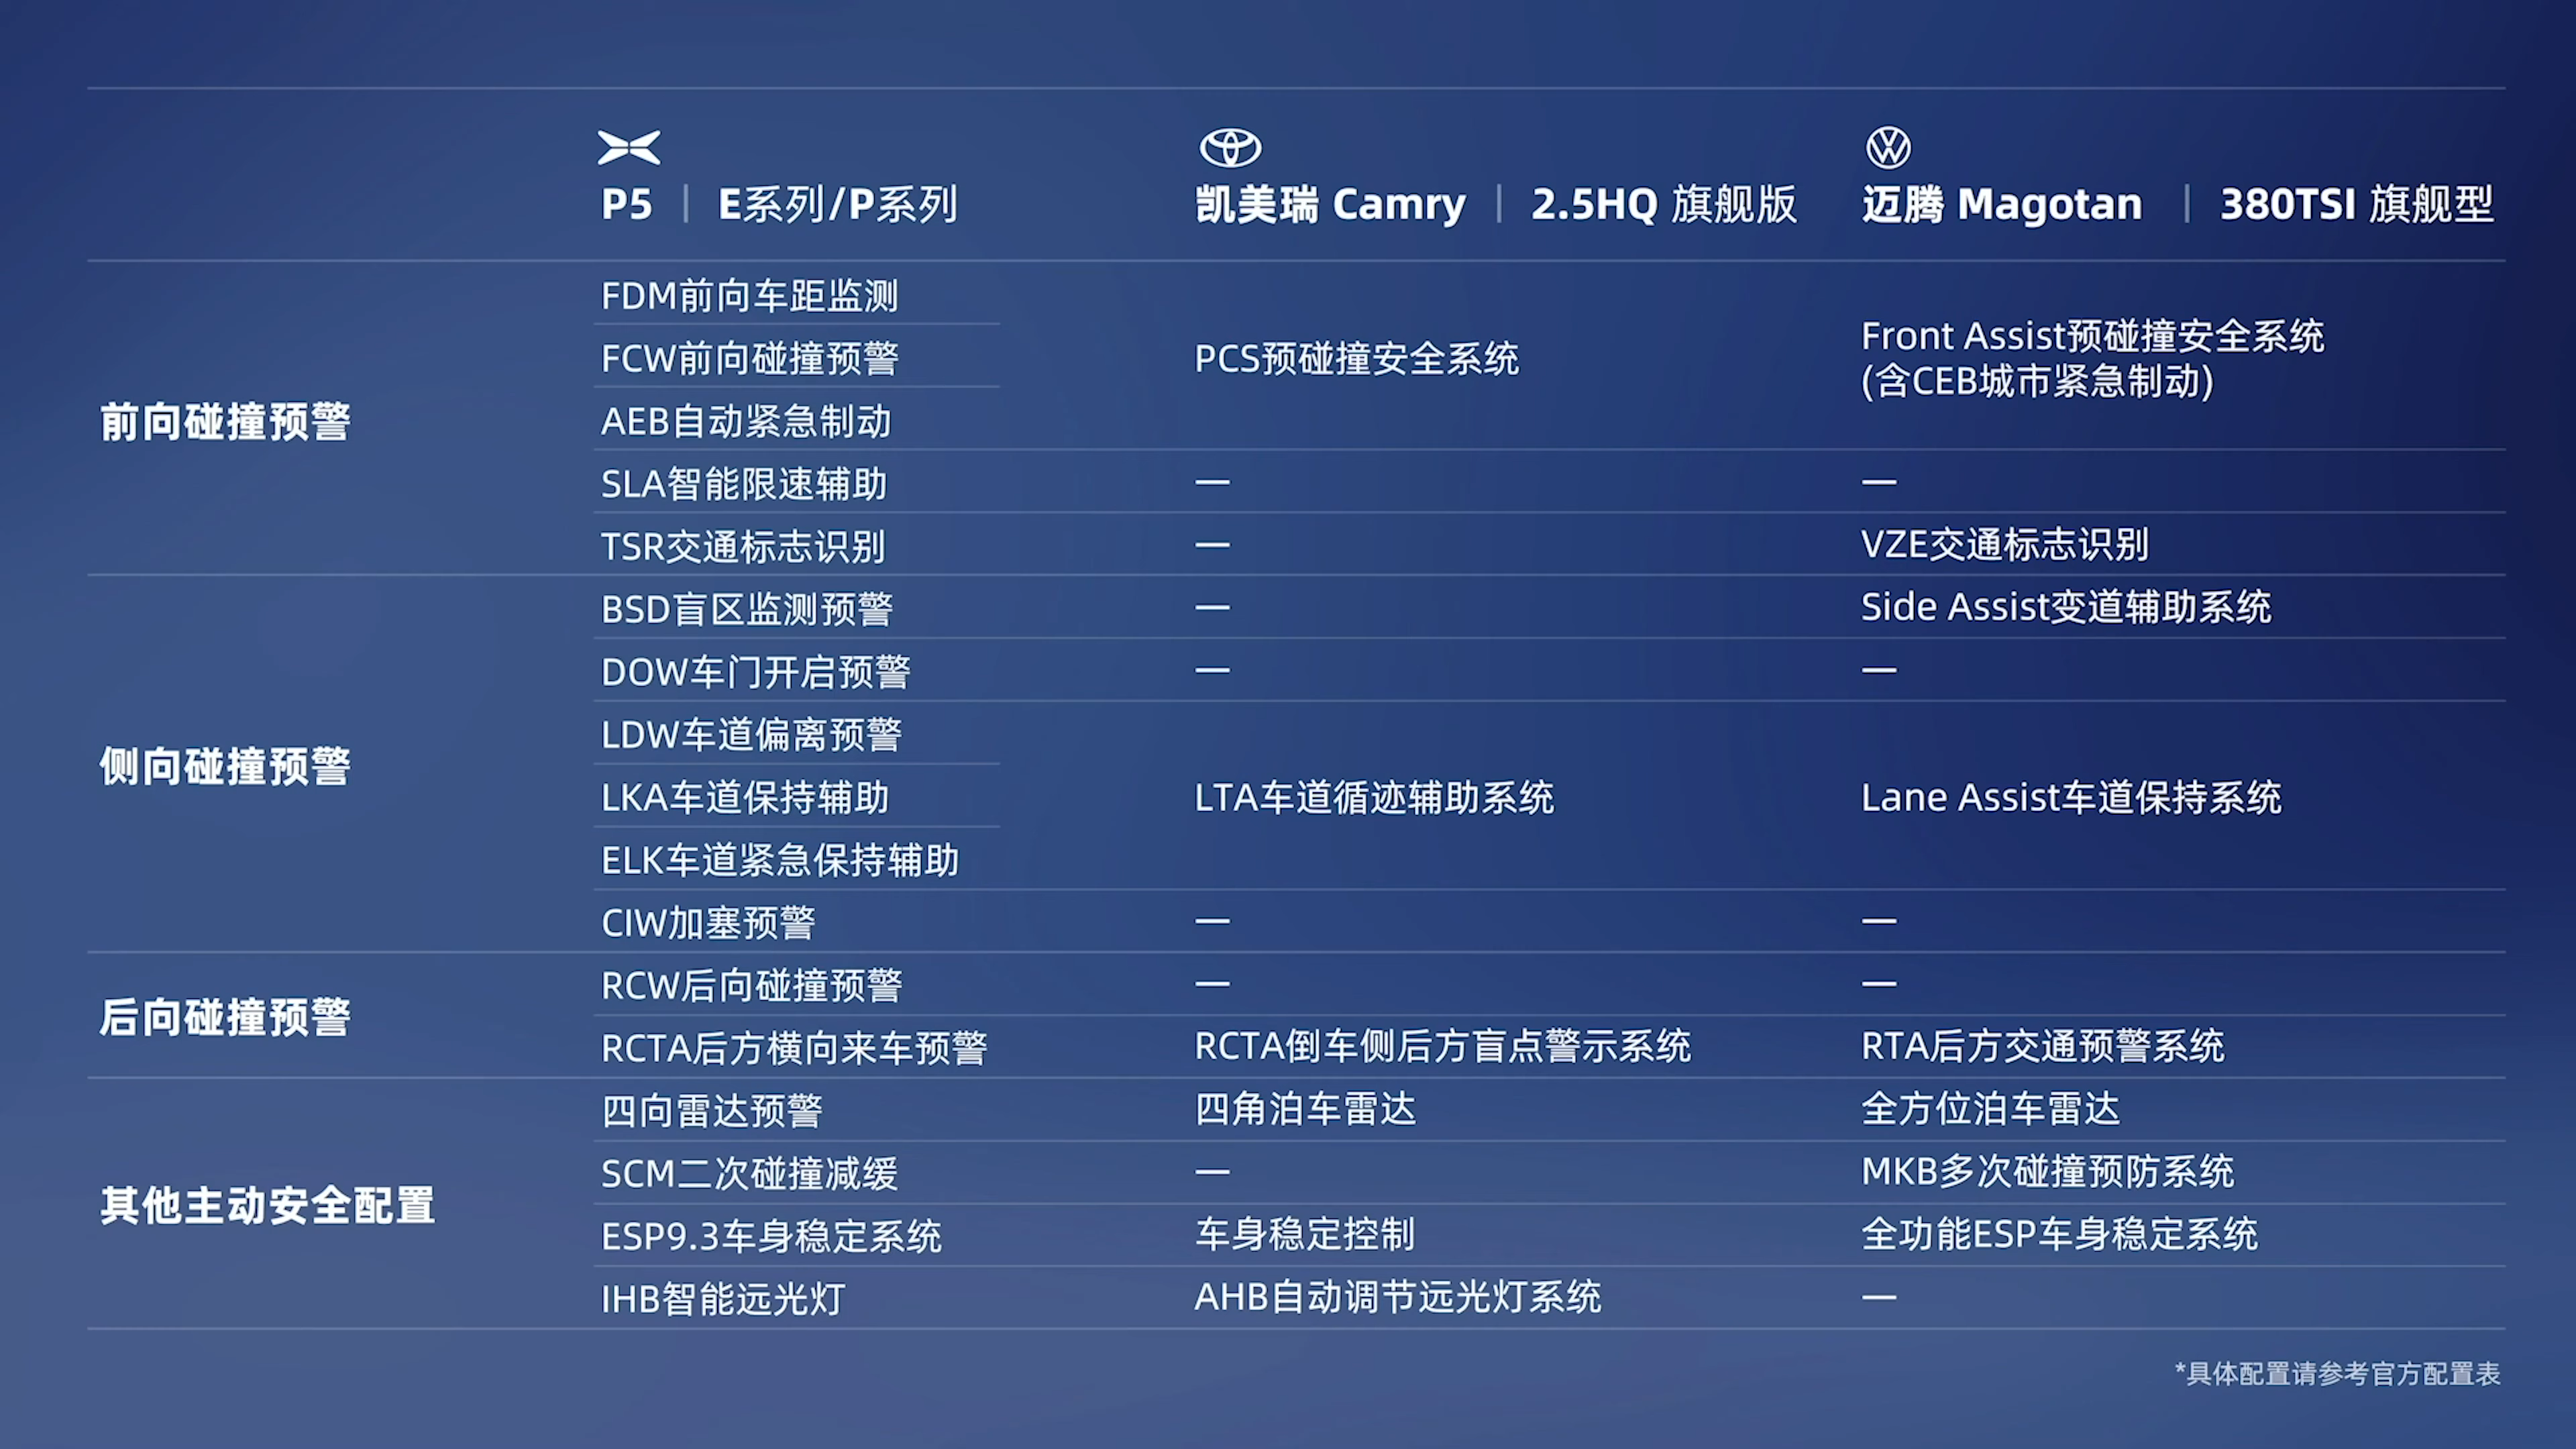 P5 | E系列/P系列
凯美瑞 Camry | 2.5HQ 旗舰版
迈腾 Magotan | 380TSI 旗舰型
前向碰撞预警
FDM前向车距监测
FCW前向碰撞预警
AEB自动紧急制动
PCS预碰撞安全系统
Front Assist预碰撞安全系统
(含CEB城市紧急制动)
SLA智能限速辅助 — —
TSR交通标志识别 — VZE交通标志识别
侧向碰撞预警
BSD盲区监测预警 — Side Assist变道辅助系统
DOW车门开启预警 — —
LDW车道偏离预警
LKA车道保持辅助
ELK车道紧急保持辅助
LTA车道循迹辅助系统
Lane Assist车道保持系统
CIW加塞预警 — —
后向碰撞预警
RCW后向碰撞预警 — —
RCTA后方横向来车预警 RCTA倒车侧后方盲点警示系统 RTA后方交通预警系统
其他主动安全配置
四向雷达预警 四角泊车雷达 全方位泊车雷达
SCM二次碰撞减缓 — MKB多次碰撞预防系统
ESP9.3车身稳定系统 车身稳定控制 全功能ESP车身稳定系统
IHB智能远光灯 AHB自动调节远光灯系统 —
*具体配置请参考官方配置表